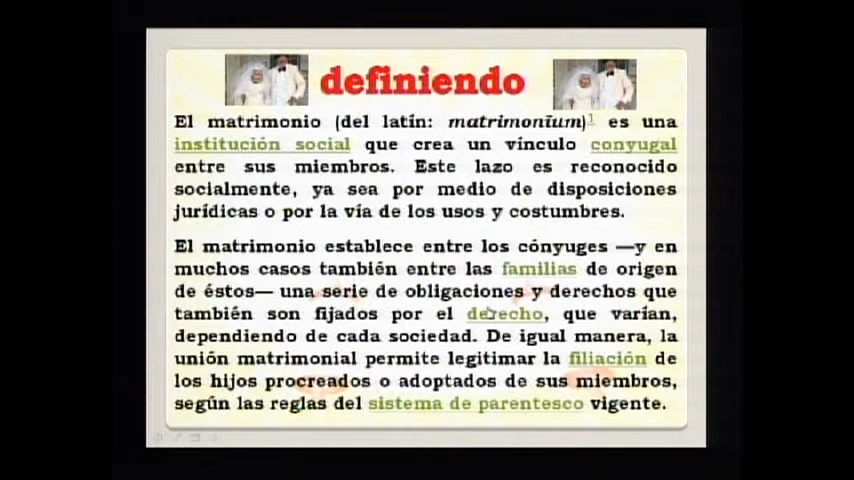 definiendo
El matrimonio (del latín: matrimonium)1 es una
institución social que crea un vínculo conyugal
entre sus miembros. Este lazo es reconocido
socialmente, ya sea por medio de disposiciones
jurídicas o por la vía de los usos y costumbres.
El matrimonio establece entre los cónyuges —y en
muchos casos también entre las familias de origen
de éstos— una serie de obligaciones y derechos que
también son fijados por el derecho, que varían,
dependiendo de cada sociedad. De igual manera, la
unión matrimonial permite legitimar la filiación de
los hijos procreados o adoptados de sus miembros,
según las reglas del sistema de parentesco vigente.